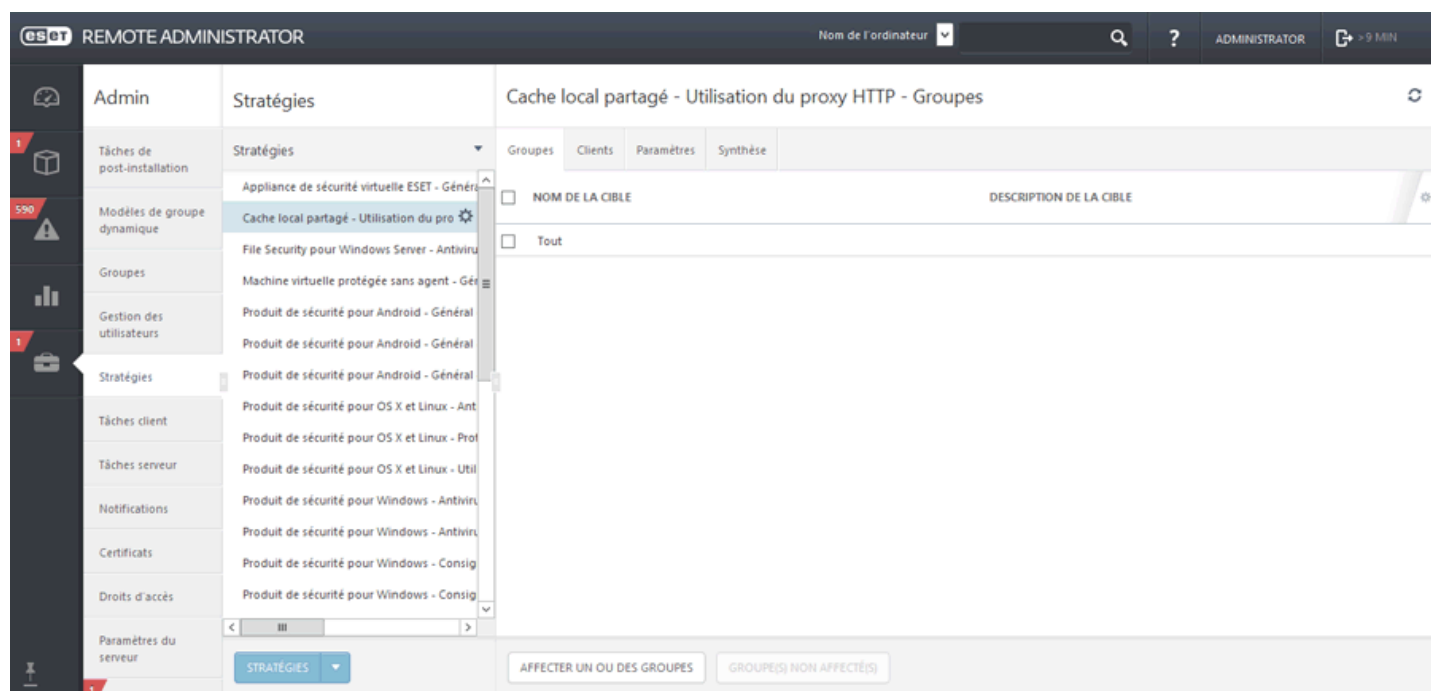 eset REMOTE ADMINISTRATOR
Nom de l'ordinateur
?
ADMINISTRATOR
>9 MIN
Admin
Tâches de
post-installation
Modèles de groupe
dynamique
Groupes
Gestion des
utilisateurs
Stratégies
Tâches client
Tâches serveur
Notifications
Certificats
Droits d'accès
Paramètres du
serveur
1
590
1
1
Stratégies
Stratégies
Appliance de sécurité virtuelle ESET - Généra
Cache local partagé - Utilisation du pro
File Security pour Windows Server - Antiviru
Machine virtuelle protégée sans agent - Gén
Produit de sécurité pour Android - Général
Produit de sécurité pour Android - Général
Produit de sécurité pour Android - Général
Produit de sécurité pour OS X et Linux - Ant
Produit de sécurité pour OS X et Linux - Prot
Produit de sécurité pour OS X et Linux - Util
Produit de sécurité pour Windows - Antiviru
Produit de sécurité pour Windows - Antiviru
Produit de sécurité pour Windows - Consig
Produit de sécurité pour Windows - Consig
STRATÉGIES
Cache local partagé - Utilisation du proxy HTTP - Groupes
Groupes Clients Paramètres Synthèse
NOM DE LA CIBLE DESCRIPTION DE LA CIBLE
Tout
AFFECTER UN OU DES GROUPES
GROUPE(S) NON AFFECTÉ(S)